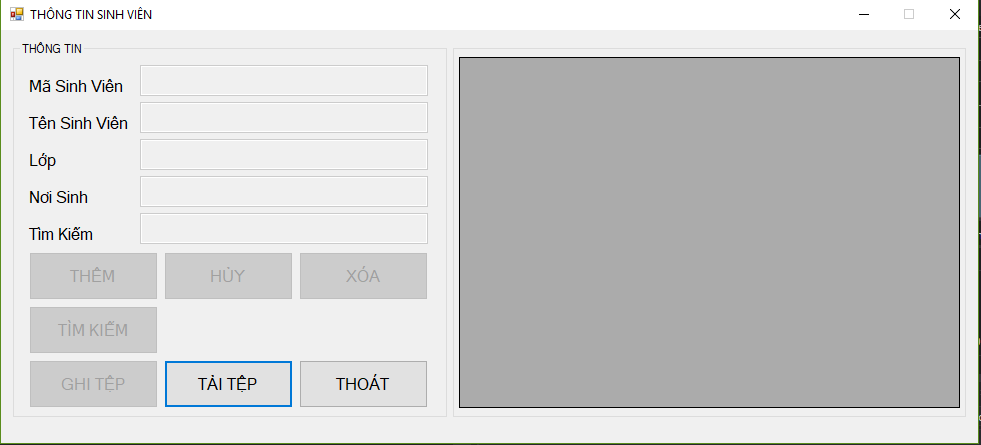 THÔNG TIN SINH VIÊN
THÔNG TIN
Mã Sinh Viên
Tên Sinh Viên
Lớp
Nơi Sinh
Tìm Kiếm
THÊM HỦY XÓA
TÌM KIẾM
GHI TỆP TẢI TỆP THOÁT